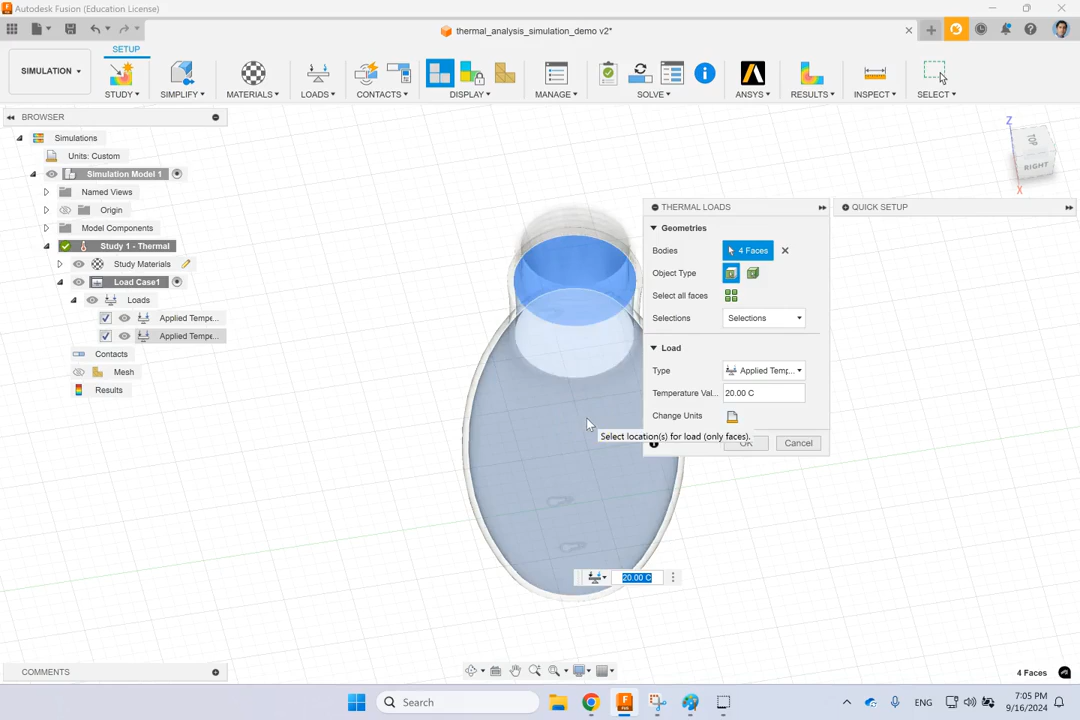 Autodesk Fusion (Education License)
thermal_analysis_simulation_demo v2*
SETUP
SIMULATION
STUDY
SIMPLIFY
MATERIALS
LOADS
CONTACTS
DISPLAY
MANAGE
SOLVE
ANSYS
RESULTS
INSPECT
SELECT
BROWSER
Simulations
Units: Custom
Simulation Model 1
Named Views
Origin
Model Components
Study 1 - Thermal
Study Materials
Load Case1
Loads
Applied Tempe...
Applied Tempe...
Contacts
Mesh
Results
Z
TOP
RIGHT
X
THERMAL LOADS
QUICK SETUP
Geometries
Bodies
4 Faces
Object Type
Select all faces
Selections
Selections
Load
Type
Applied Temp...
Temperature Val...
20.00 C
Change Units
Select location(s) for load (only faces).
OK
Cancel
20.00 C
COMMENTS
4 Faces
Search
ENG
7:05 PM
9/16/2024